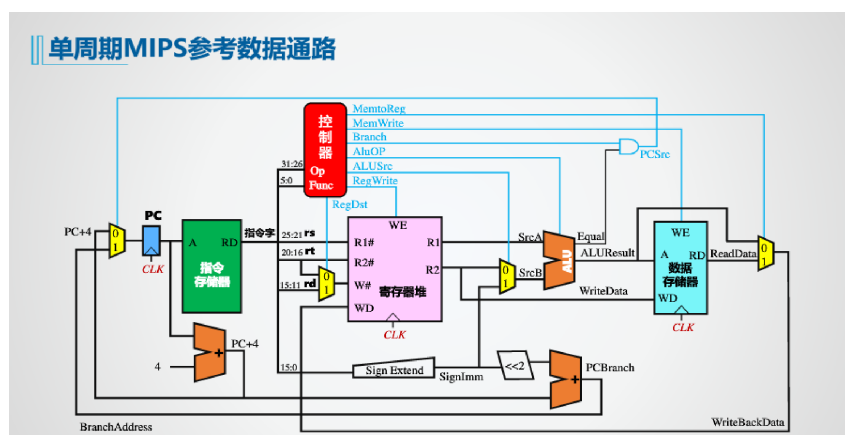 单周期MIPS参考数据通路
MemtoReg
MemWrite
Branch
AluOP
ALUSrc
RegWrite
PCSrc
控制器
31:26
Op
5:0
Func
RegDst
PC+4
0
1
PC
CLK
A
RD
指令存储器
指令字
25:21 rs
20:16 rt
15:11 rd
0
1
WE
R1#
R1
R2#
R2
W#
寄存器堆
WD
CLK
SrcA
0
1
SrcB
ALU
Equal
ALUResult
WriteData
WE
A
RD
数据存储器
WD
CLK
ReadData
0
1
4
+
PC+4
15:0
Sign Extend
SignImm
<<2
+
PCBranch
BranchAddress
WriteBackData